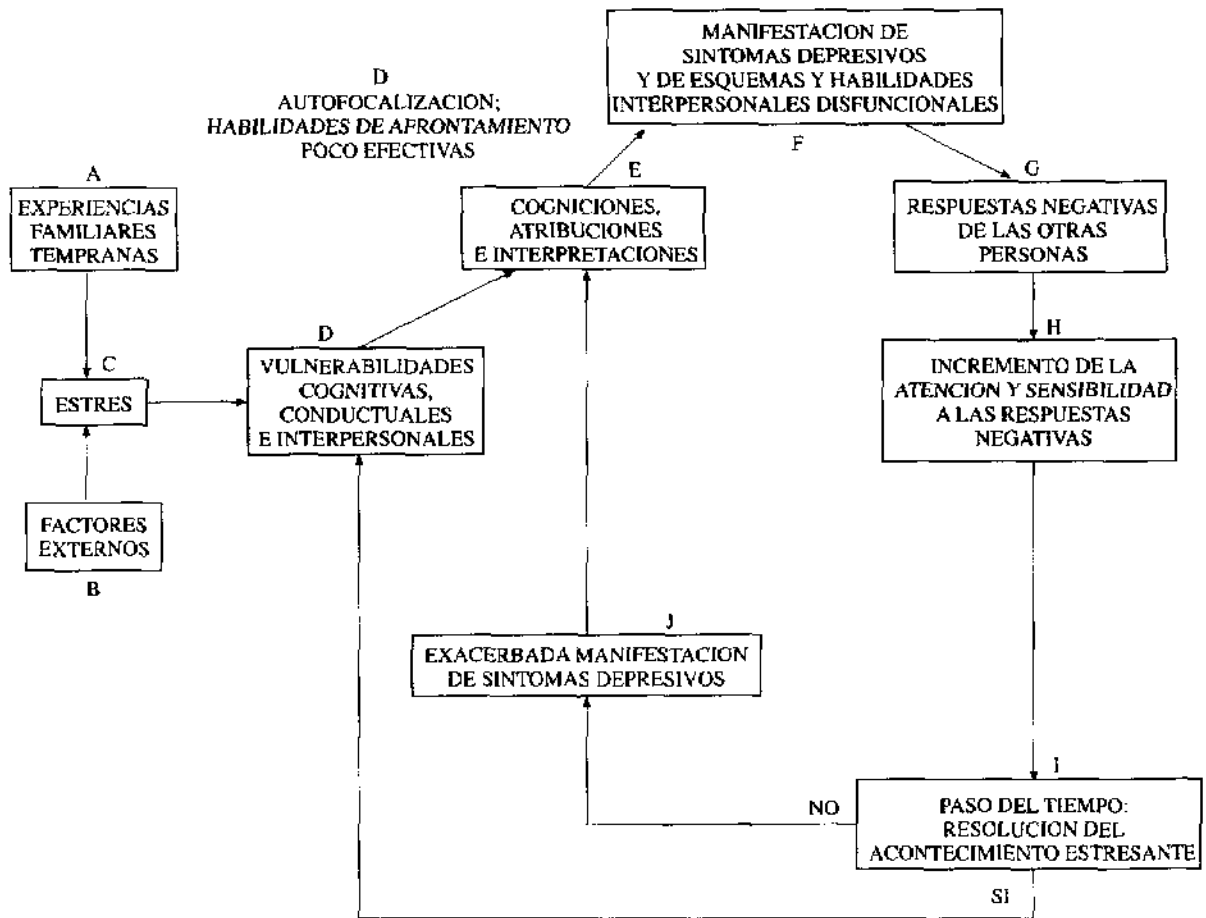 D
AUTOFOCALIZACION;
HABILIDADES DE AFRONTAMIENTO
POCO EFECTIVAS
A
EXPERIENCIAS
FAMILIARES
TEMPRANAS
C
ESTRES
FACTORES
EXTERNOS
B
D
VULNERABILIDADES
COGNITIVAS,
CONDUCTUALES
E INTERPERSONALES
E
COGNICIONES,
ATRIBUCIONES
E INTERPRETACIONES
MANIFESTACION DE
SINTOMAS DEPRESIVOS
Y DE ESQUEMAS Y HABILIDADES
INTERPERSONALES DISFUNCIONALES
F
G
RESPUESTAS NEGATIVAS
DE LAS OTRAS
PERSONAS
H
INCREMENTO DE LA
ATENCION Y SENSIBILIDAD
A LAS RESPUESTAS
NEGATIVAS
I
PASO DEL TIEMPO:
RESOLUCION DEL
ACONTECIMIENTO ESTRESANTE
NO
SI
J
EXACERBADA MANIFESTACION
DE SINTOMAS DEPRESIVOS